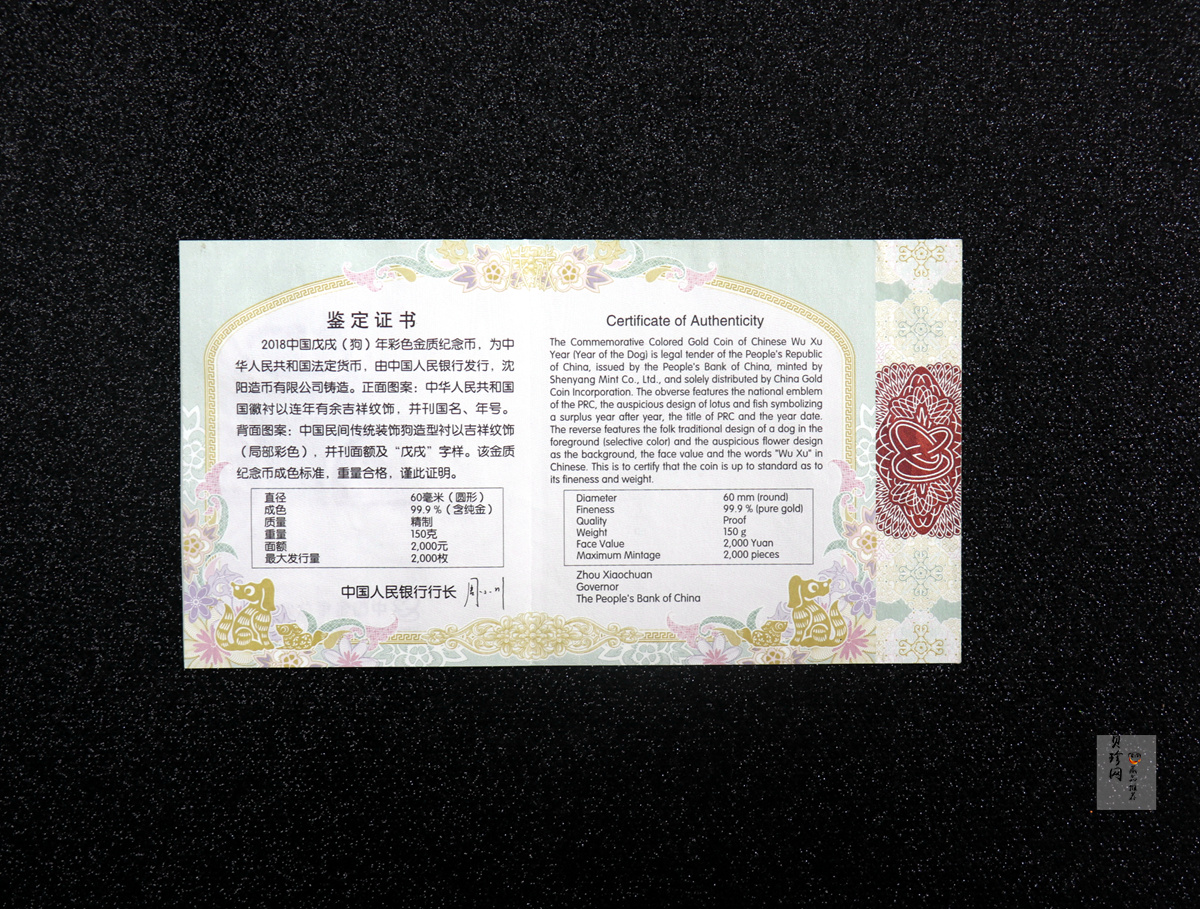 鉴定证书
2018中国戊戌（狗）年彩色金质纪念币，为中
华人民共和国法定货币，由中国人民银行发行，沈
阳造币有限公司铸造。正面图案：中华人民共和国
国徽衬以连年有余吉祥纹饰，并刊国名、年号。
背面图案：中国民间传统装饰狗造型衬以吉祥纹饰
（局部彩色），并刊面额及“戊戌”字样。该金质
纪念币成色标准，重量合格，谨此证明。
直径 60毫米（圆形）
成色 99.9 %（含纯金）
质量 精制
重量 150克
面额 2,000元
最大发行量 2,000枚
中国人民银行行长
Certificate of Authenticity
The Commemorative Colored Gold Coin of Chinese Wu Xu
Year (Year of the Dog) is legal tender of the People's Republic
of China, issued by the People's Bank of China, minted by
Shenyang Mint Co., Ltd., and solely distributed by China Gold
Coin Incorporation. The obverse features the national emblem
of the PRC, the auspicious design of lotus and fish symbolizing
a surplus year after year, the title of PRC and the year date.
The reverse features the folk traditional design of a dog in the
foreground (selective color) and the auspicious flower design
as the background, the face value and the words "Wu Xu" in
Chinese. This is to certify that the coin is up to standard as to
its fineness and weight.
Diameter 60 mm (round)
Fineness 99.9 % (pure gold)
Quality Proof
Weight 150 g
Face Value 2,000 Yuan
Maximum Mintage 2,000 pieces
Zhou Xiaochuan
Governor
The People's Bank of China
珍网